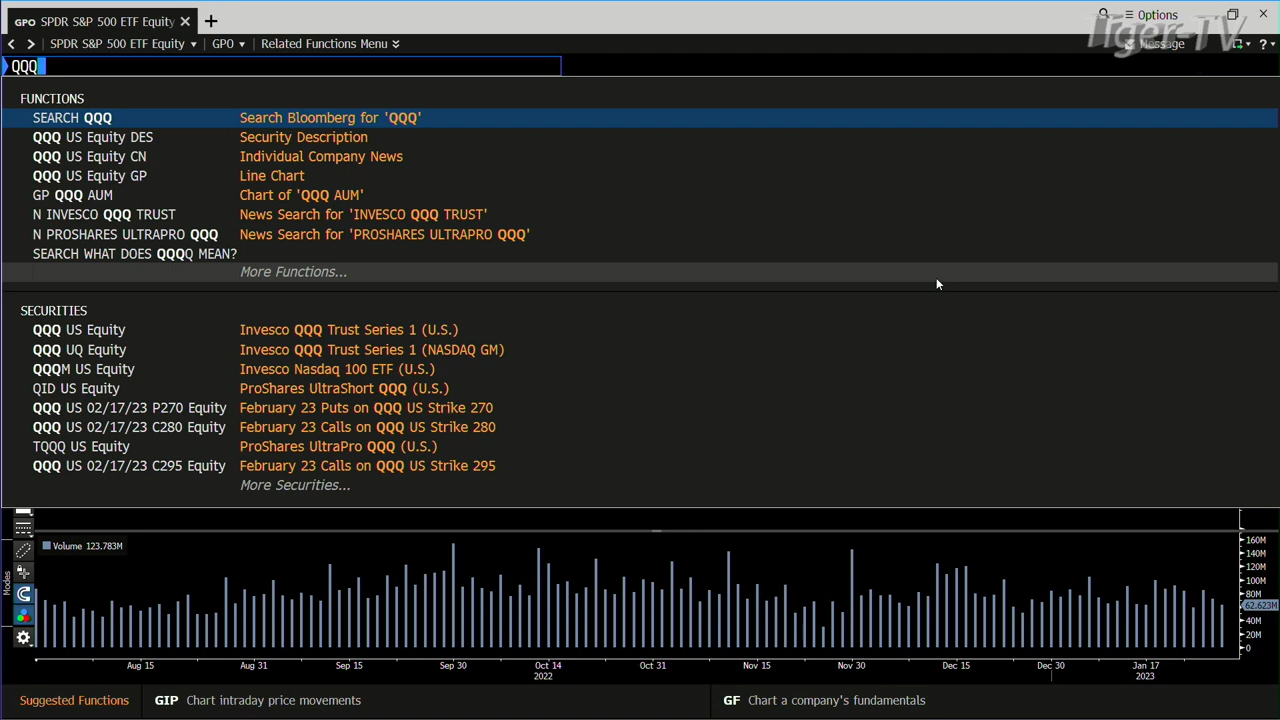 GPO SPDR S&P 500 ETF Equity
Options
SPDR S&P 500 ETF Equity GPO Related Functions Menu Message ?
Tiger-TV
QQQ
FUNCTIONS
SEARCH QQQ Search Bloomberg for 'QQQ'
QQQ US Equity DES Security Description
QQQ US Equity CN Individual Company News
QQQ US Equity GP Line Chart
GP QQQ AUM Chart of 'QQQ AUM'
N INVESCO QQQ TRUST News Search for 'INVESCO QQQ TRUST'
N PROSHARES ULTRAPRO QQQ News Search for 'PROSHARES ULTRAPRO QQQ'
SEARCH WHAT DOES QQQQ MEAN?
More Functions...
SECURITIES
QQQ US Equity Invesco QQQ Trust Series 1 (U.S.)
QQQ UQ Equity Invesco QQQ Trust Series 1 (NASDAQ GM)
QQQM US Equity Invesco Nasdaq 100 ETF (U.S.)
QID US Equity ProShares UltraShort QQQ (U.S.)
QQQ US 02/17/23 P270 Equity February 23 Puts on QQQ US Strike 270
QQQ US 02/17/23 C280 Equity February 23 Calls on QQQ US Strike 280
TQQQ US Equity ProShares UltraPro QQQ (U.S.)
QQQ US 02/17/23 C295 Equity February 23 Calls on QQQ US Strike 295
More Securities...
Volume 123.783M
160M
140M
120M
100M
80M
62.623M
40M
20M
0
Modes
Aug 15 Aug 31 Sep 15 Sep 30 Oct 14 Oct 31 Nov 15 Nov 30 Dec 15 Dec 30 Jan 17
2022 2023
Suggested Functions GIP Chart intraday price movements GF Chart a company's fundamentals